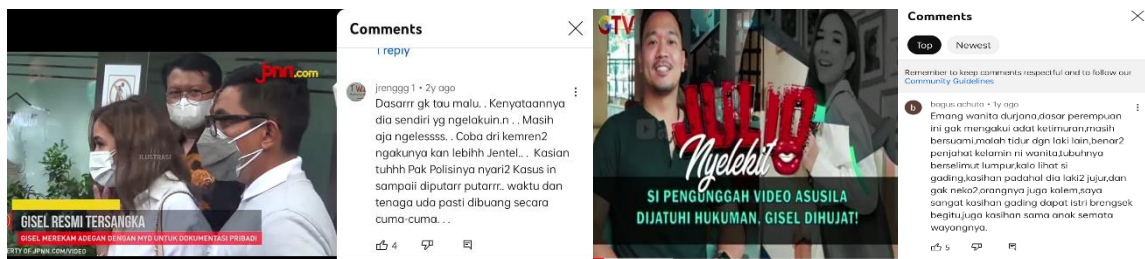 jpnn.com
ILUSTRASI
GISEL RESMI TERSANGKA
GISEL MEREKAM ADEGAN DENGAN MYD UNTUK DOKUMENTASI PRIBADI
ERTY OF JPNN.COM/VIDEO
Comments
1 reply
jrenggg 1 • 2y ago
Dasarrr gk tau malu. . Kenyataannya
dia sendiri yg ngelakuin.n . . Masih
aja ngelessss. . Coba dri kemren2
ngakunya kan lebihh Jentel.. . Kasian
tuhhh Pak Polisinya nyari2 Kasus in
sampaii diputarr putarrr.. waktu dan
tenaga uda pasti dibuang secara
cuma-cuma. . .
4
GTV
JULID
Nyelekit
SI PENGUNGGAH VIDEO ASUSILA
DIJATUHI HUKUMAN, GISEL DIHUJAT!
Comments
Top Newest
Remember to keep comments respectful and to follow our
Community Guidelines
b
bagus achuta • 1y ago
Emang wanita durjana,dasar perempuan
ini gak mengakui adat ketimuran,masih
bersuami,malah tidur dgn laki lain,benar2
penjahat kelamin ni wanita,tubuhnya
berselimut lumpur,kalo lihat si
gading,kasihan padahal dia laki2 jujur,dan
gak neko2,orangnya juga kalem,saya
sangat kasihan gading dapat istri brengsek
begitu,juga kasihan sama anak semata
wayangnya.
5